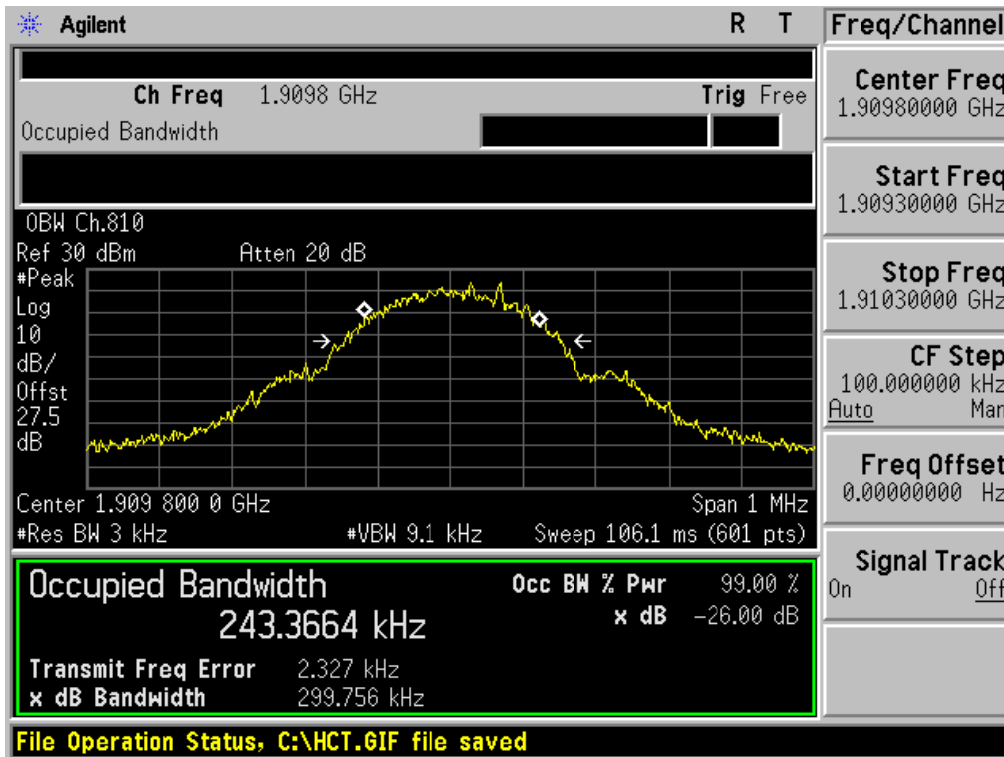 Agilent R T
Ch Freq 1.9098 GHz Trig Free
Occupied Bandwidth
OBW Ch.810
Ref 30 dBm Atten 20 dB
#Peak
Log
10
dB/
Offst
27.5
dB
Center 1.909 800 0 GHz Span 1 MHz
#Res BW 3 kHz #VBW 9.1 kHz Sweep 106.1 ms (601 pts)
Occupied Bandwidth Occ BW % Pwr 99.00 %
243.3664 kHz x dB -26.00 dB
Transmit Freq Error 2.327 kHz
x dB Bandwidth 299.756 kHz
File Operation Status, C:\HCT.GIF file saved
Freq/Channel
Center Freq
1.90980000 GHz
Start Freq
1.90930000 GHz
Stop Freq
1.91030000 GHz
CF Step
100.000000 kHz
Auto Man
Freq Offset
0.00000000 Hz
Signal Track
On Off